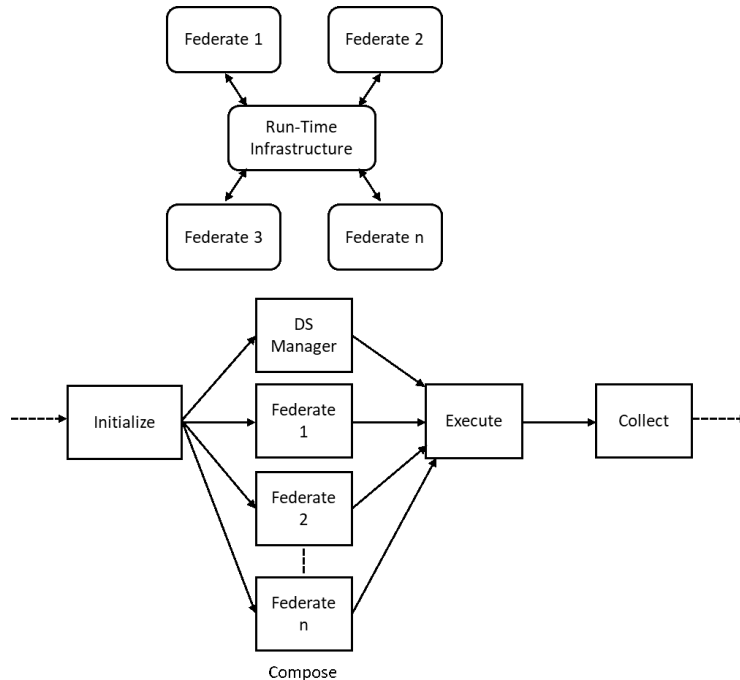 Federate 1
Federate 2
Run-Time
Infrastructure
Federate 3
Federate n
DS
Manager
Initialize
Federate
1
Execute
Collect
Federate
2
Federate
n
Compose